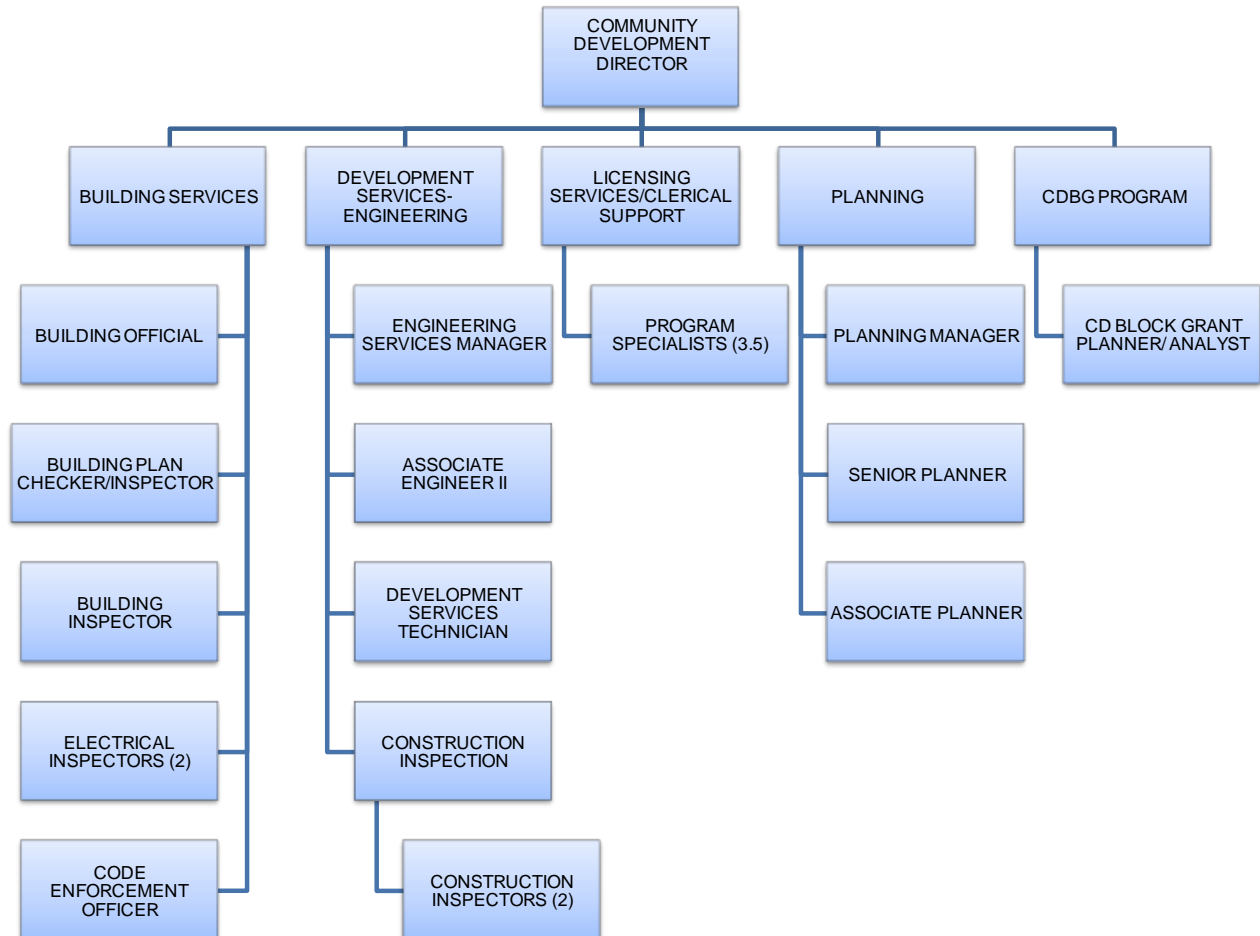 COMMUNITY
DEVELOPMENT
DIRECTOR
BUILDING SERVICES
DEVELOPMENT
SERVICES-
ENGINEERING
LICENSING
SERVICES/CLERICAL
SUPPORT
PLANNING
CDBG PROGRAM
BUILDING OFFICIAL
ENGINEERING
SERVICES MANAGER
PROGRAM
SPECIALISTS (3.5)
PLANNING MANAGER
CD BLOCK GRANT
PLANNER/ ANALYST
BUILDING PLAN
CHECKER/INSPECTOR
ASSOCIATE
ENGINEER II
SENIOR PLANNER
BUILDING
INSPECTOR
DEVELOPMENT
SERVICES
TECHNICIAN
ASSOCIATE PLANNER
ELECTRICAL
INSPECTORS (2)
CONSTRUCTION
INSPECTION
CODE
ENFORCEMENT
OFFICER
CONSTRUCTION
INSPECTORS (2)